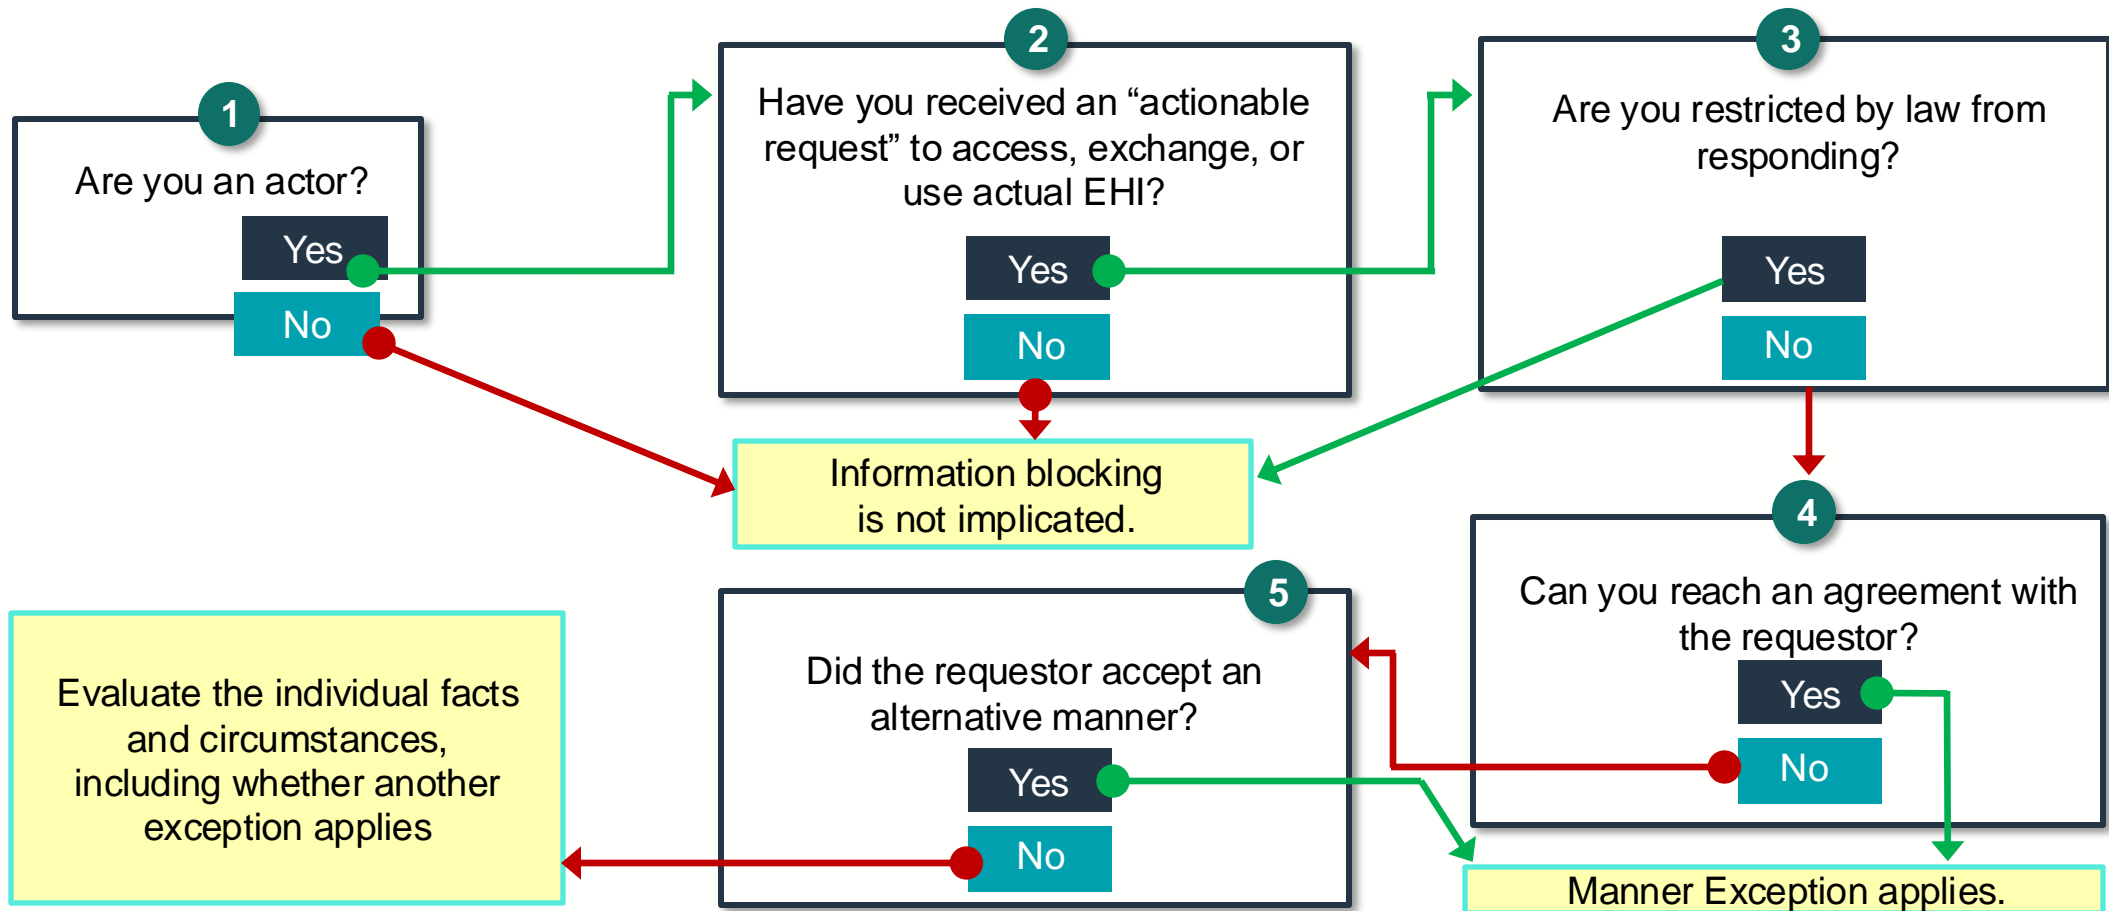 1
Are you an actor?
Yes
No
2
Have you received an “actionable
request” to access, exchange, or
use actual EHI?
Yes
No
3
Are you restricted by law from
responding?
Yes
No
Information blocking
is not implicated.
4
Can you reach an agreement with
the requestor?
Yes
No
5
Did the requestor accept an
alternative manner?
Yes
No
Evaluate the individual facts
and circumstances,
including whether another
exception applies
Manner Exception applies.